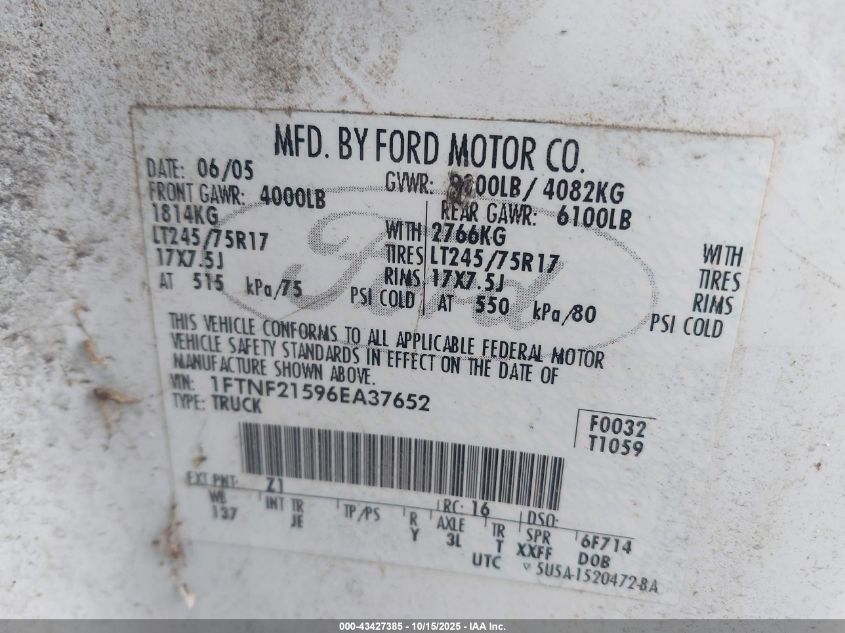 MFD. BY FORD MOTOR CO.
DATE: 06/05 GVWR: 9000LB/ 4082KG
FRONT GAWR: 4000LB REAR GAWR: 6100LB
1814KG WITH 2766KG WITH
LT245/75R17 TIRES LT245/75R17 TIRES
17X7.5J RIMS 17X7.5J RIMS
AT 515 kPa/75 PSI COLD AT 550 kPa/80 PSI COLD
THIS VEHICLE CONFORMS TO ALL APPLICABLE FEDERAL MOTOR
VEHICLE SAFETY STANDARDS IN EFFECT ON THE DATE OF
MANUFACTURE SHOWN ABOVE.
VIN: 1FTNF21596EA37652
TYPE: TRUCK
F0032
T1059
EXT PNT: Z1 RC: 16 DSO:
WB INT TR TP/PS R AXLE TR SPR 6F714
137 JE Y 3L T XXFF DOB
UTC ▽ 5U5A-1520472-BA
Ford
000-43427385 - 10/15/2025 - IAA Inc.